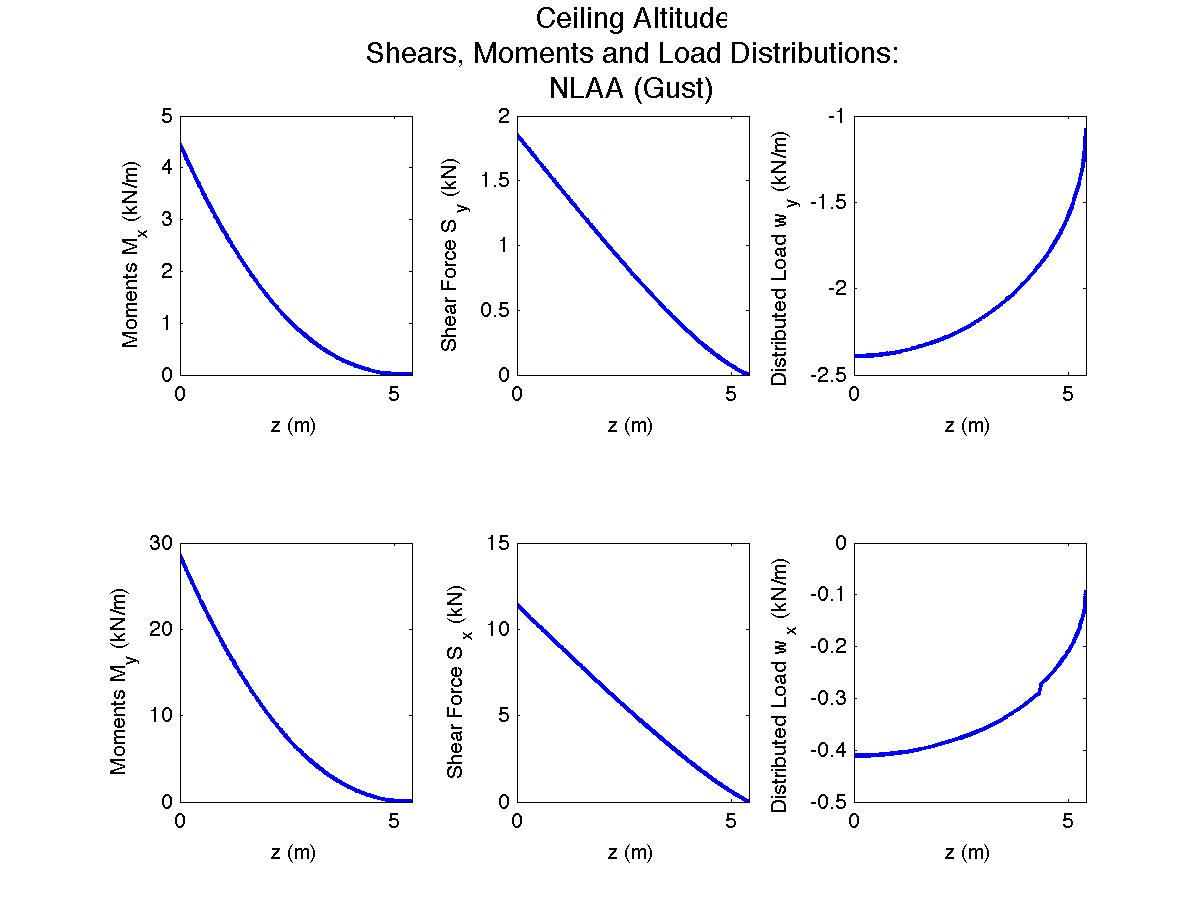 Ceiling Altitude
Shears, Moments and Load Distributions:
NLAA (Gust)
Moments M_x (kN/m)
5
4
3
2
1
0
0
5
z (m)
Shear Force S_y (kN)
2
1.5
1
0.5
0
0
5
z (m)
Distributed Load w_y (kN/m)
-1
-1.5
-2
-2.5
0
5
z (m)
Moments M_y (kN/m)
30
20
10
0
0
5
z (m)
Shear Force S_x (kN)
15
10
5
0
0
5
z (m)
Distributed Load w_x (kN/m)
0
-0.1
-0.2
-0.3
-0.4
-0.5
0
5
z (m)